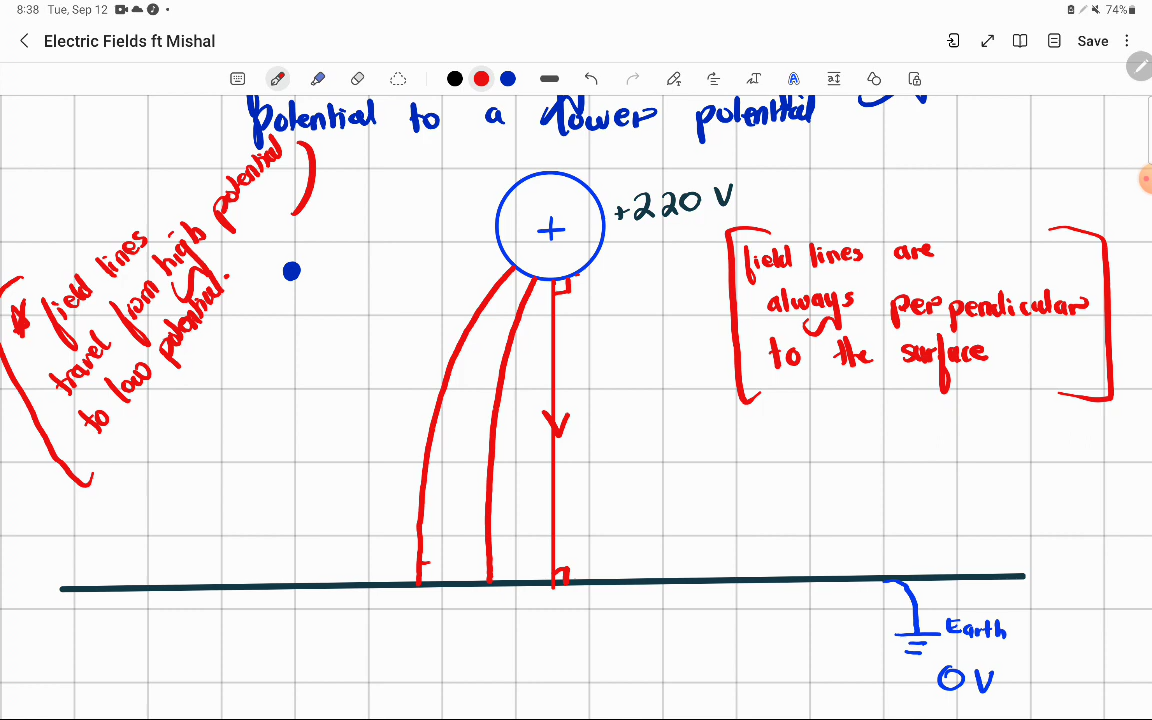 8:38 Tue, Sep 12
74%
Electric Fields ft Mishal
Save
potential to a lower potential
+220 V
+
* field lines
travel from high potential
to low potential.
field lines are
always perpendicular
to the surface
Earth
0 V